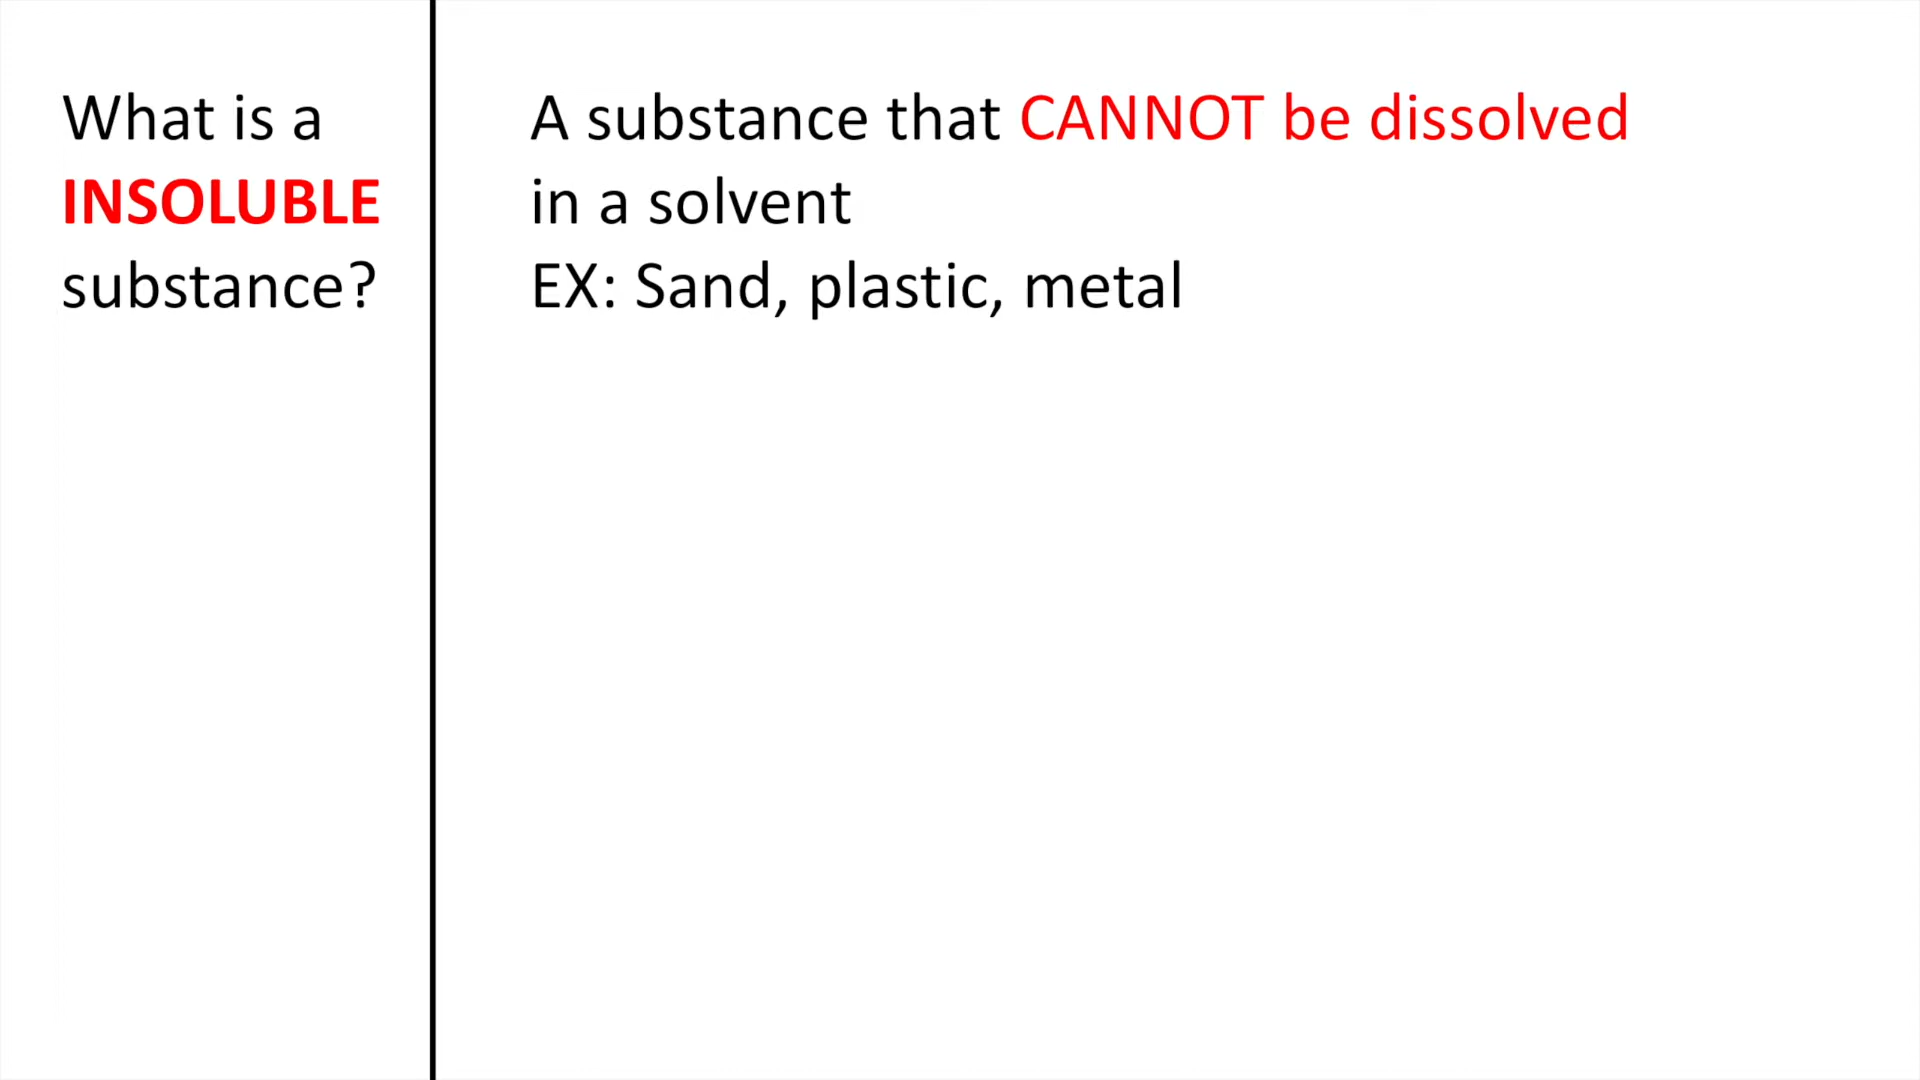 What is a
INSOLUBLE
substance?
A substance that CANNOT be dissolved
in a solvent
EX: Sand, plastic, metal